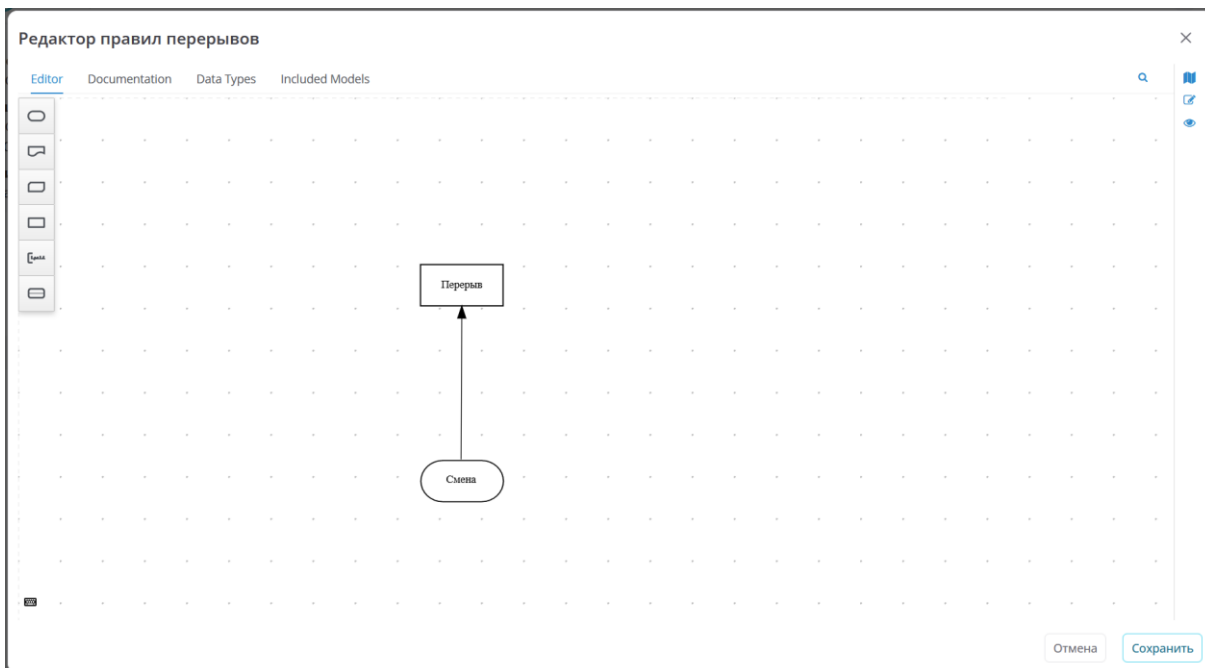 Редактор правил перерывов
Editor Documentation Data Types Included Models
Перерыв
Смена
Отмена Сохранить